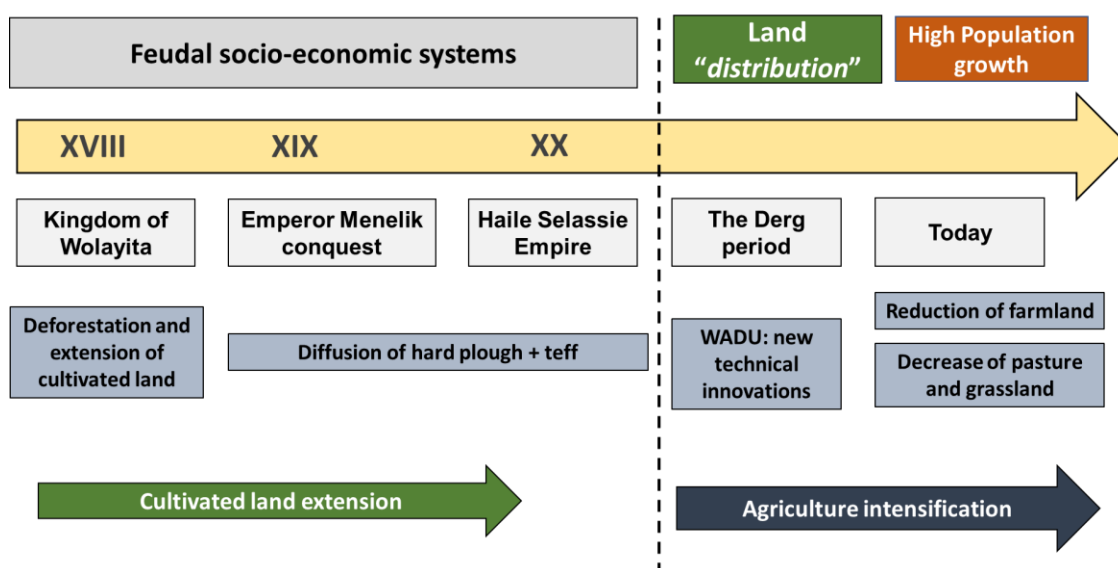 Feudal socio-economic systems
Land
“distribution”
High Population
growth
XVIII
XIX
XX
Kingdom of
Wolayita
Emperor Menelik
conquest
Haile Selassie
Empire
The Derg
period
Today
Deforestation and
extension of
cultivated land
Diffusion of hard plough + teff
WADU: new
technical
innovations
Reduction of farmland
Decrease of pasture
and grassland
Cultivated land extension
Agriculture intensification